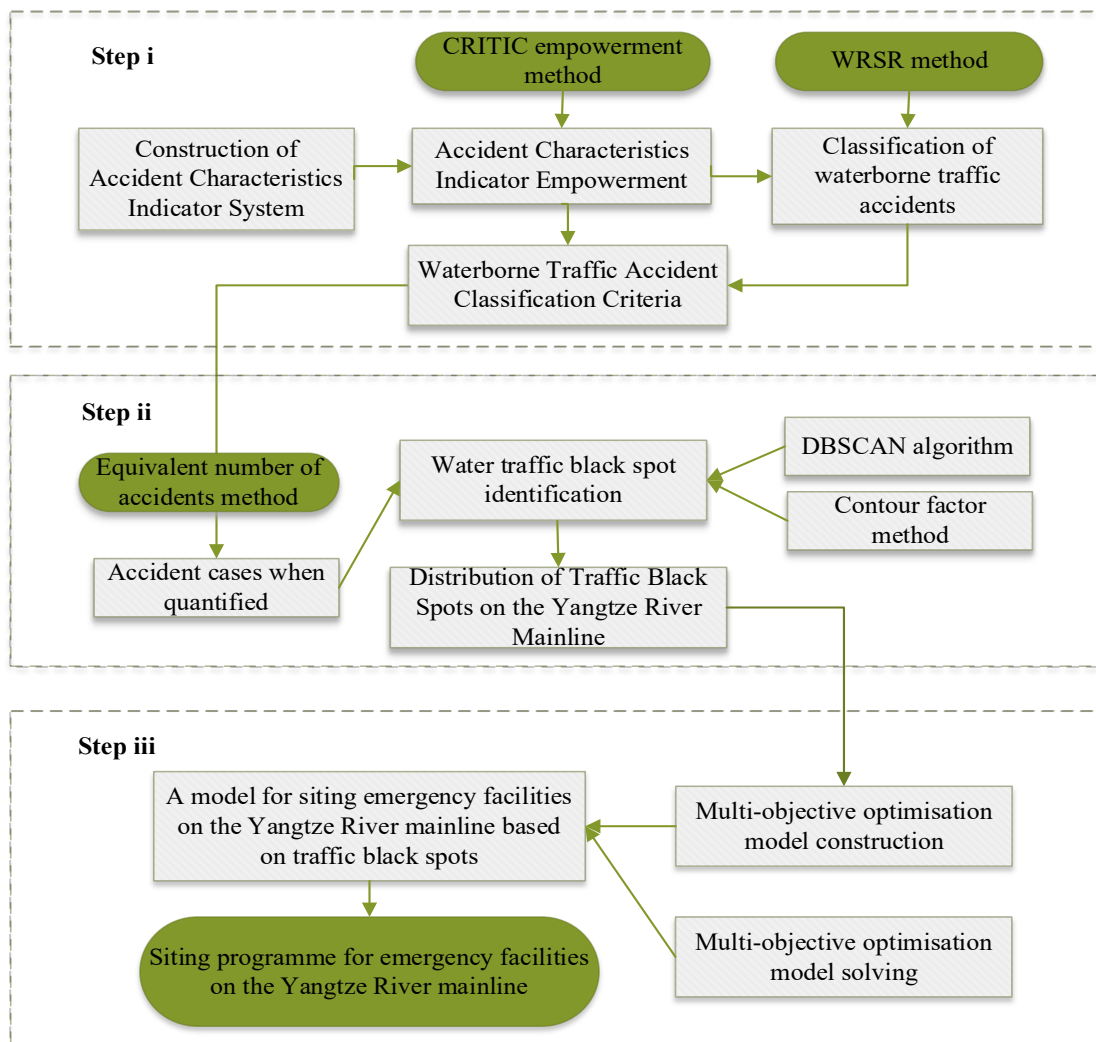 Step i
CRITIC empowerment
method
WRSR method
Construction of
Accident Characteristics
Indicator System
Accident Characteristics
Indicator Empowerment
Classification of
waterborne traffic
accidents
Waterborne Traffic Accident
Classification Criteria
Step ii
Equivalent number of
accidents method
Water traffic black spot
identification
DBSCAN algorithm
Contour factor
method
Accident cases when
quantified
Distribution of Traffic Black
Spots on the Yangtze River
Mainline
Step iii
A model for siting emergency facilities
on the Yangtze River mainline based
on traffic black spots
Multi-objective optimisation
model construction
Siting programme for emergency facilities
on the Yangtze River mainline
Multi-objective optimisation
model solving